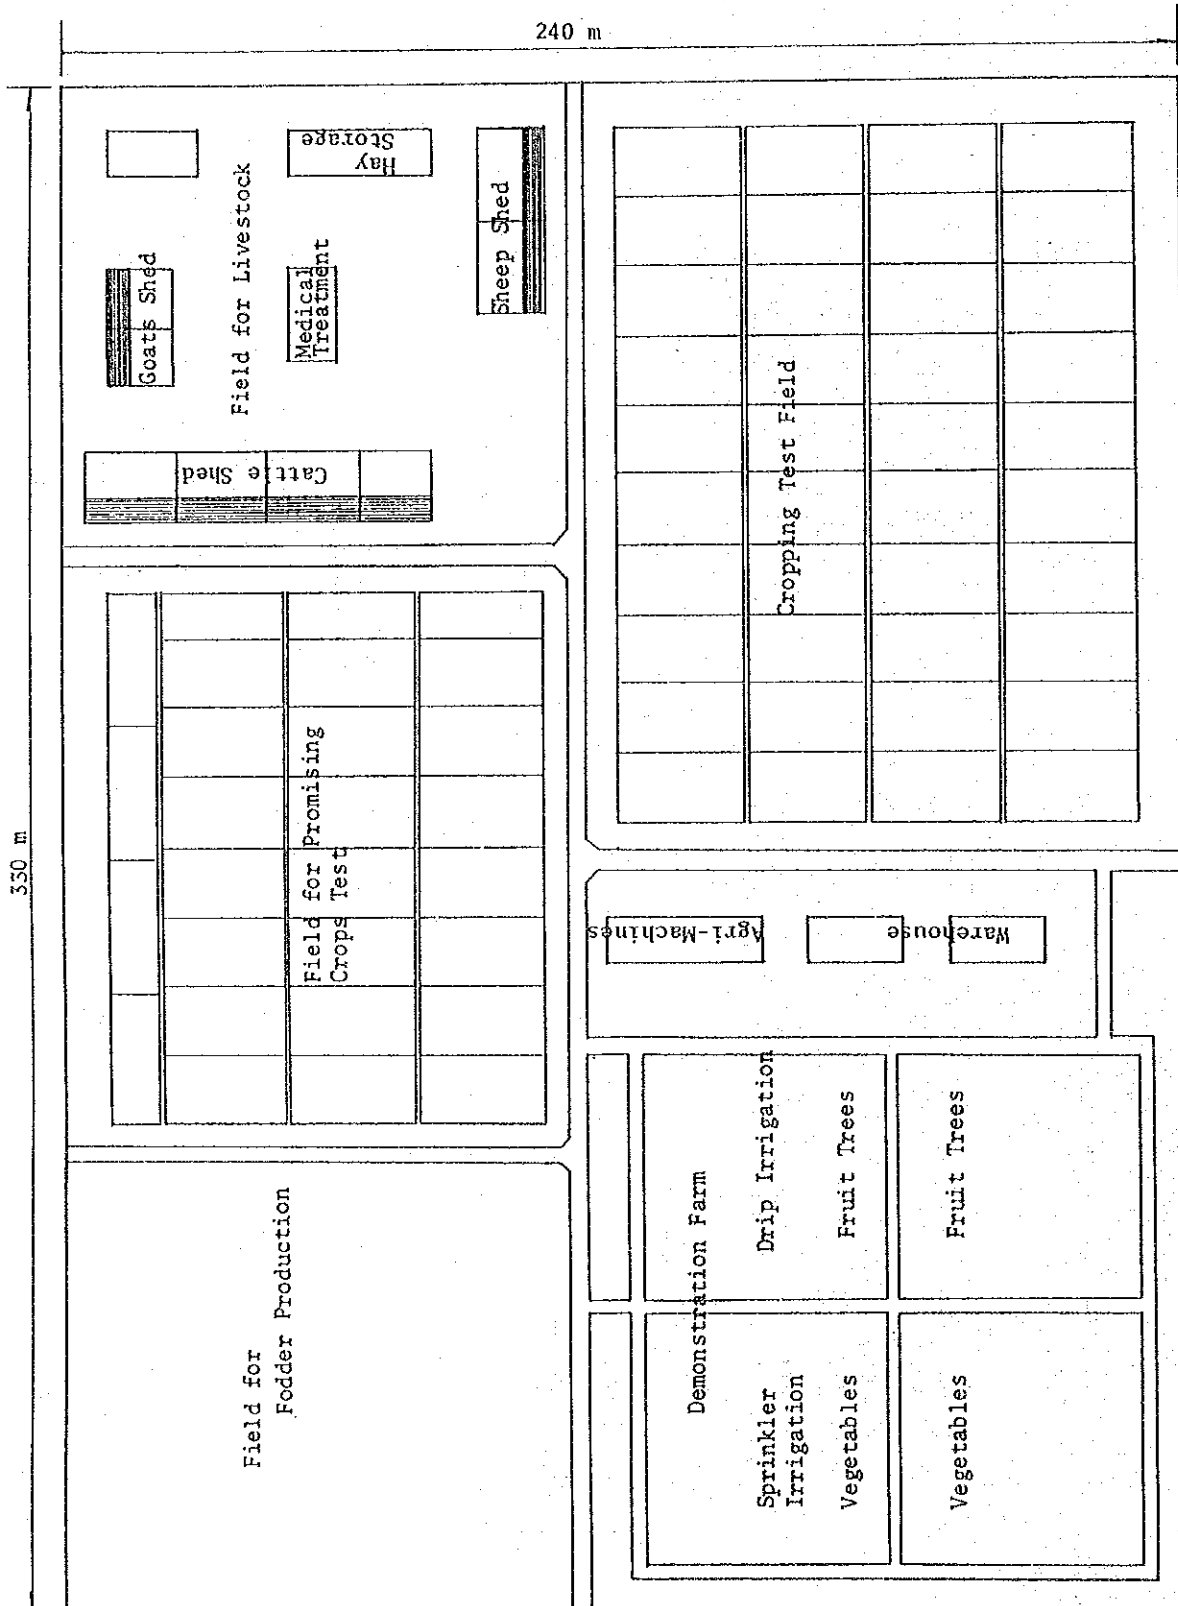 240 m
330 m
Hay
Storage
Field for Livestock
Sheep Shed
Goats Shed
Medical
Treatment
Cattle Shed
Cropping Test Field
Field for Promising
Crops Test
Agri-Machines
Warehouse
Demonstration Farm
Drip Irrigation
Fruit Trees
Fruit Trees
Field for
Fodder Production
Sprinkler
Irrigation
Vegetables
Vegetables